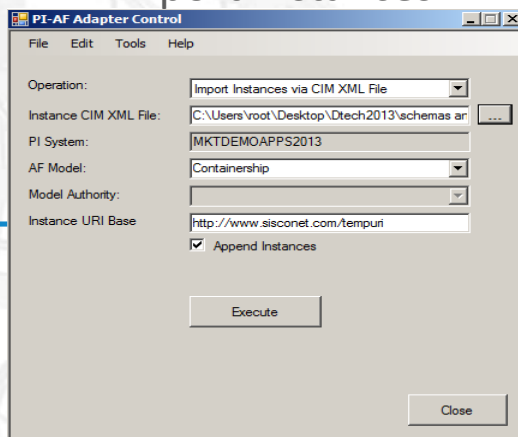 PI-AF Adapter Control
File Edit Tools Help
Operation: Import Instances via CIM XML File
Instance CIM XML File: C:\Users\root\Desktop\Dtech2013\schemas an ...
PI System: MKTDEMOAPPS2013
AF Model: Containership
Model Authority:
Instance URI Base http://www.sisconet.com/tempuri
Append Instances
Execute
Close